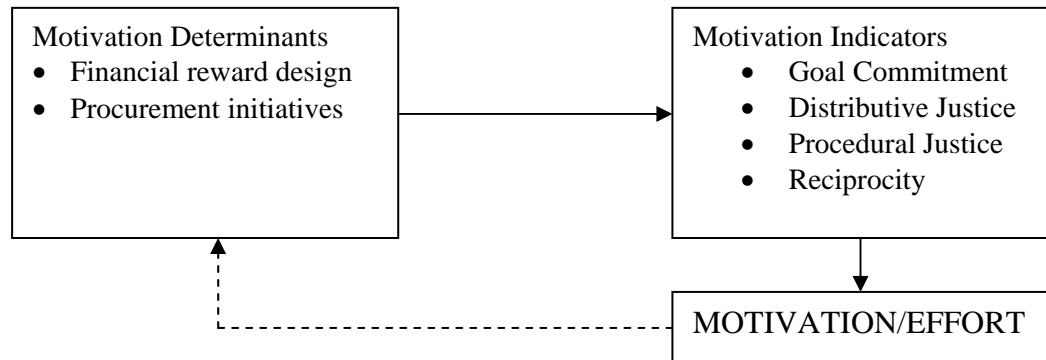 Motivation Determinants
• Financial reward design
• Procurement initiatives
Motivation Indicators
• Goal Commitment
• Distributive Justice
• Procedural Justice
• Reciprocity
MOTIVATION/EFFORT